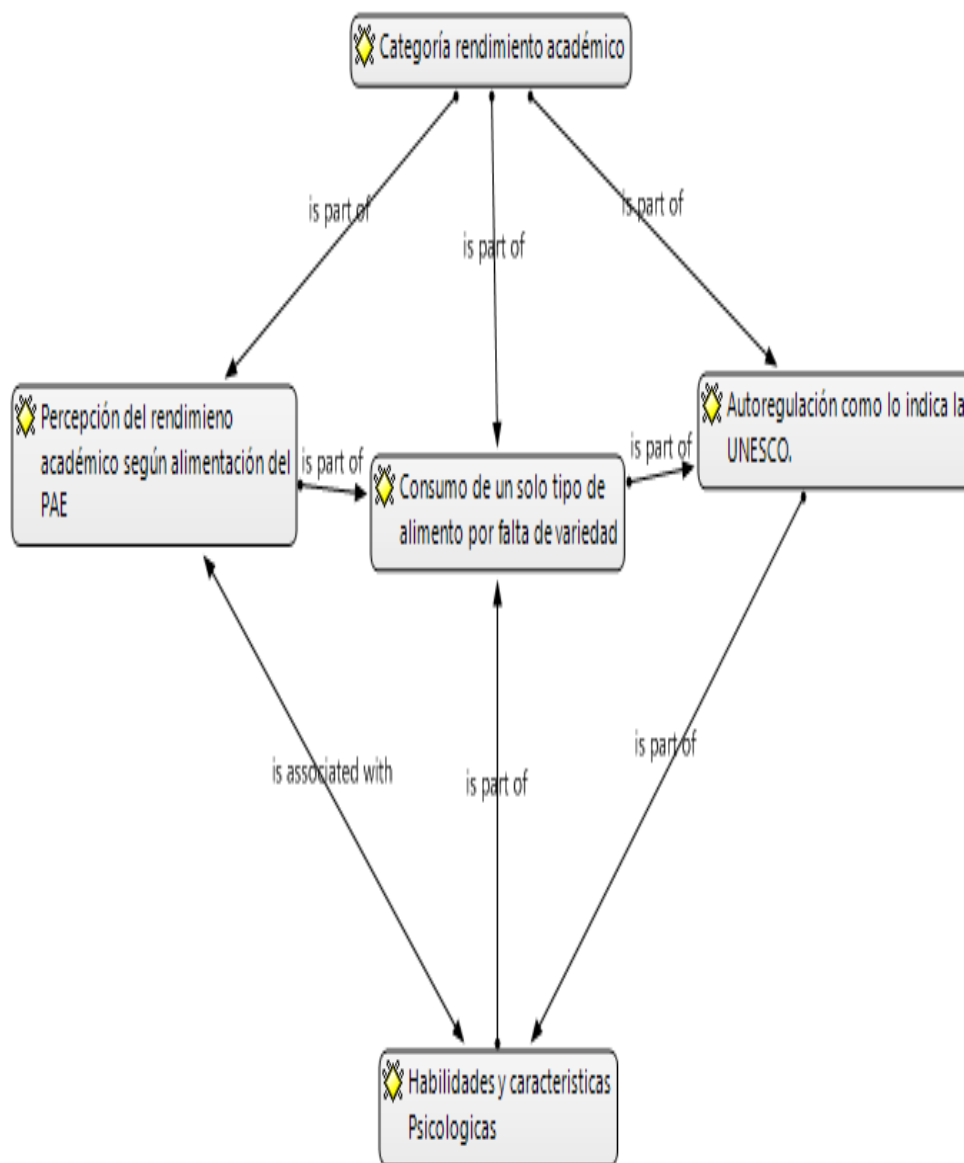 Categoría rendimiento académico
is part of
is part of
is part of
Percepción del rendimieno
académico según alimentación del
PAE
is part of
Consumo de un solo tipo de
alimento por falta de variedad
is part of
Autoregulación como lo indica la
UNESCO.
is associated with
is part of
is part of
Habilidades y caracteristicas
Psicologicas